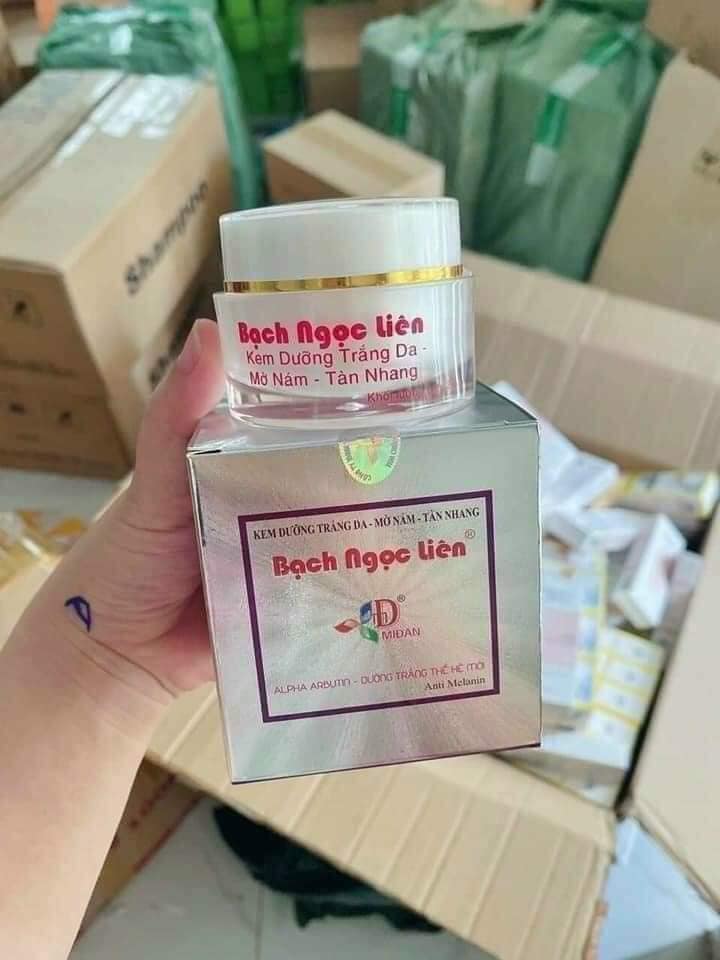 Shampoo
Bạch Ngọc Liên
Kem Dưỡng Trắng Da -
Mờ Nám - Tàn Nhang
KEM DƯỠNG TRẮNG DA - MỜ NÁM - TÀN NHANG
Bạch Ngọc Liên®
Đ®
MIĐAN
ALPHA ARBUTIN - DƯỠNG TRẮNG THẾ HỆ MỚI
Anti Melanin